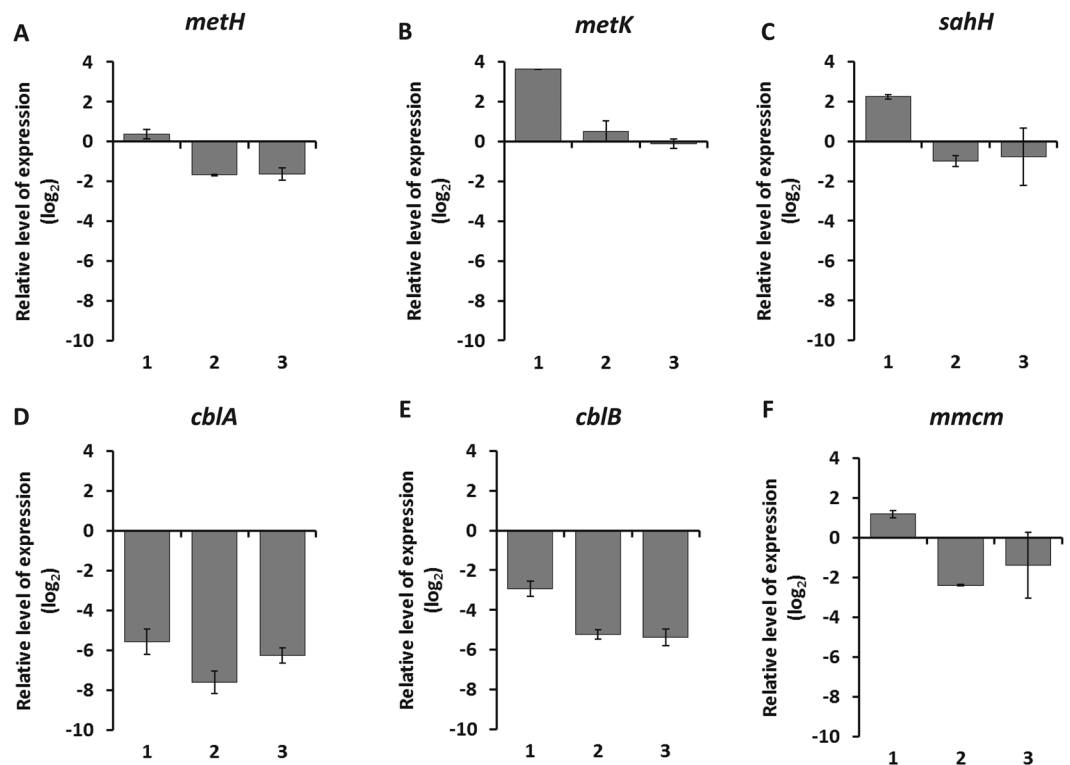 A
metH
Relative level of expression
(log2)
4
2
0
-2
-4
-6
-8
-10
1 2 3
B
metK
Relative level of expression
(log2)
4
2
0
-2
-4
-6
-8
-10
1 2 3
C
sahH
Relative level of expression
(log2)
4
2
0
-2
-4
-6
-8
-10
1 2 3
D
cblA
Relative level of expression
(log2)
4
2
0
-2
-4
-6
-8
-10
1 2 3
E
cblB
Relative level of expression
(log2)
4
2
0
-2
-4
-6
-8
-10
1 2 3
F
mmcm
Relative level of expression
(log2)
4
2
0
-2
-4
-6
-8
-10
1 2 3